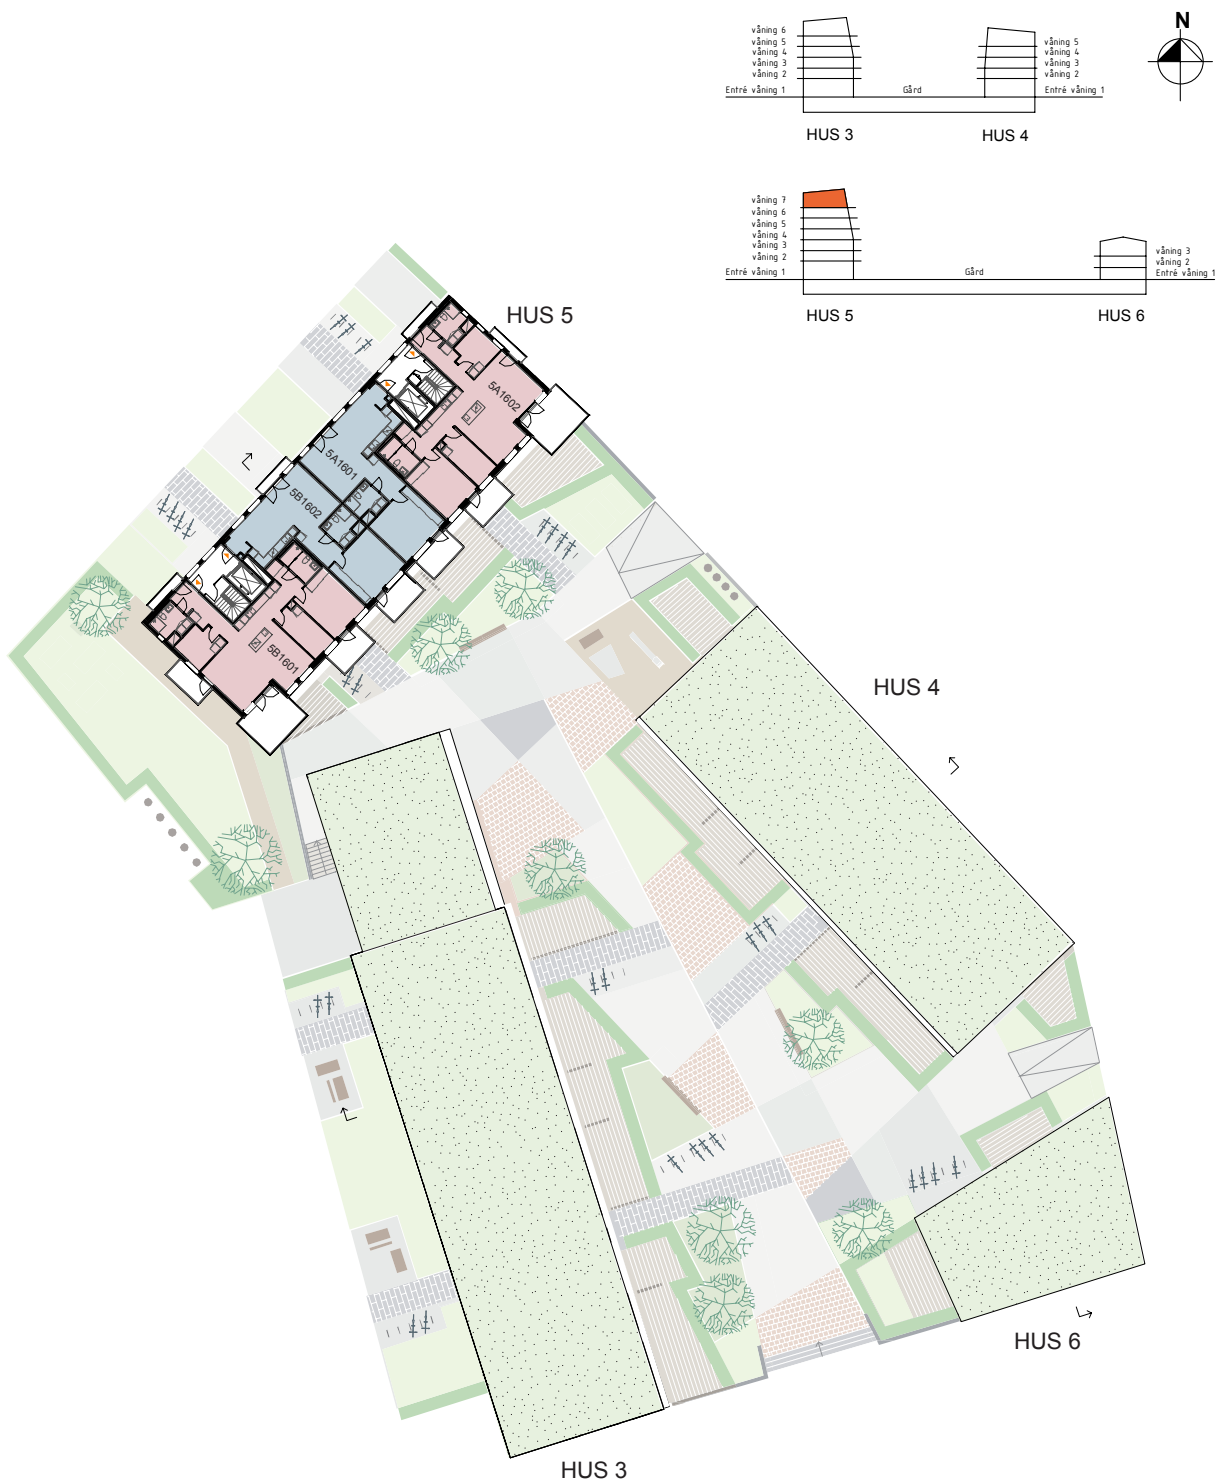 N
våning 6
våning 5
våning 4
våning 3
våning 2
Entré våning 1
Gård
våning 5
våning 4
våning 3
våning 2
Entré våning 1
HUS 3
HUS 4
våning 7
våning 6
våning 5
våning 4
våning 3
våning 2
Entré våning 1
Gård
våning 3
våning 2
Entré våning 1
HUS 5
HUS 6
HUS 5
5A1602
5A1601
5B1602
5B1601
HUS 4
HUS 6
HUS 3